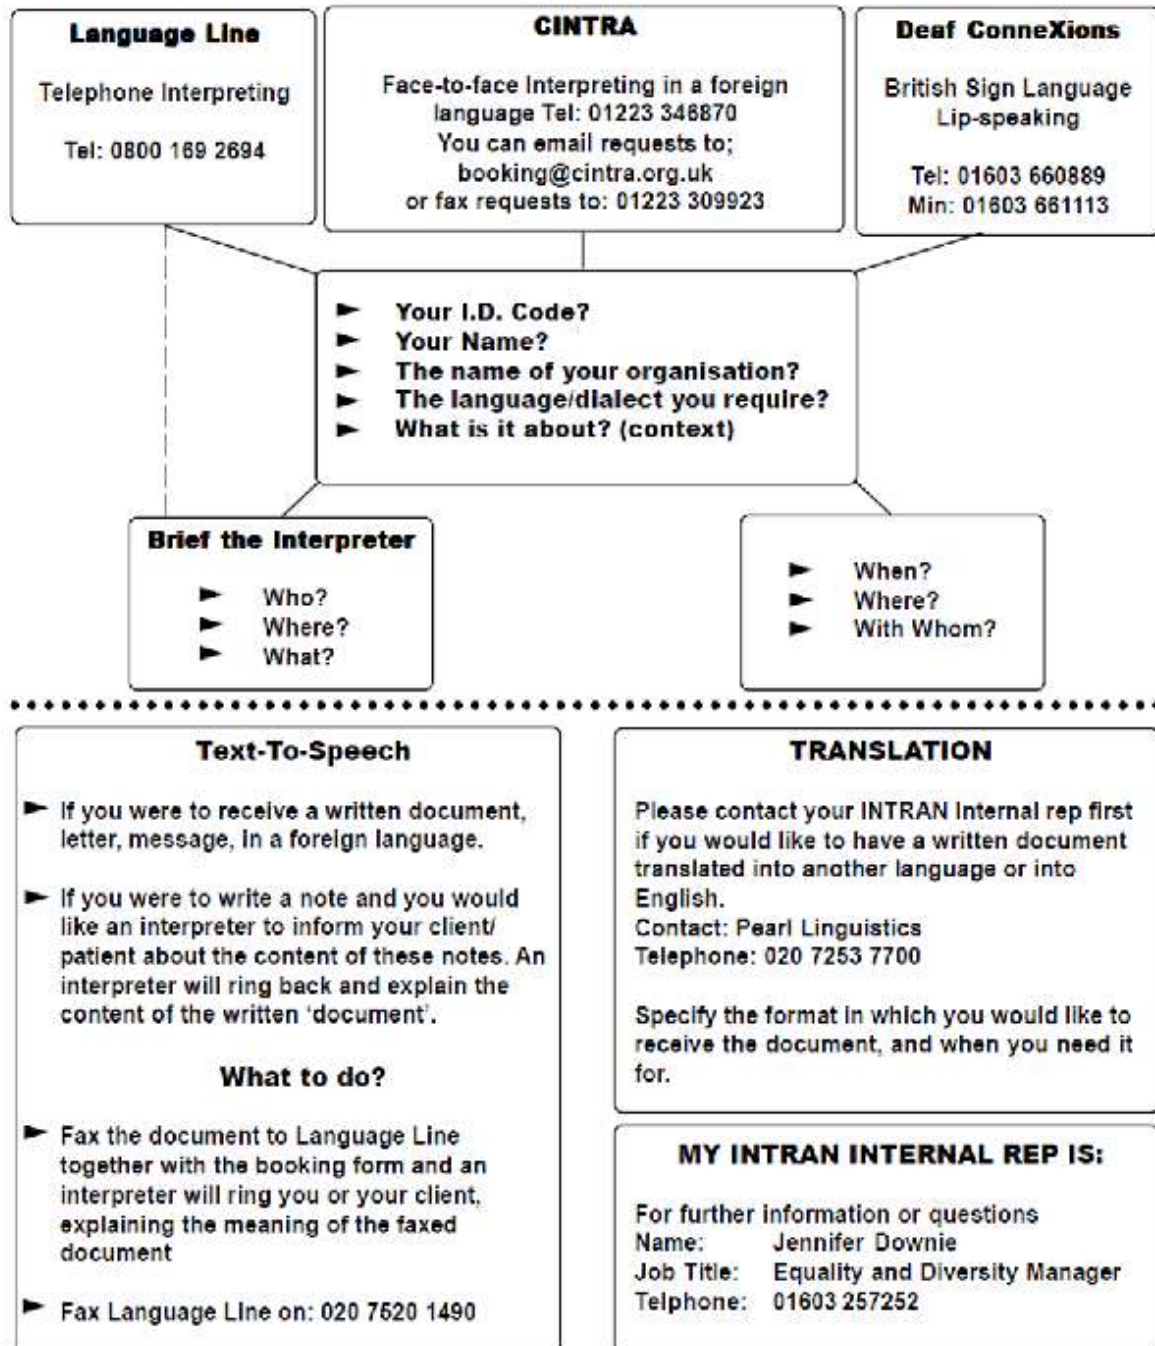 Language Line
Telephone Interpreting
Tel: 0800 169 2694
CINTRA
Face-to-face Interpreting in a foreign
language Tel: 01223 346870
You can email requests to;
booking@cintra.org.uk
or fax requests to: 01223 309923
Deaf ConneXions
British Sign Language
Lip-speaking
Tel: 01603 660889
Min: 01603 661113
► Your I.D. Code?
► Your Name?
► The name of your organisation?
► The language/dialect you require?
► What is it about? (context)
Brief the Interpreter
► Who?
► Where?
► What?
► When?
► Where?
► With Whom?
Text-To-Speech
► If you were to receive a written document,
letter, message, in a foreign language.
► If you were to write a note and you would
like an interpreter to inform your client/
patient about the content of these notes. An
interpreter will ring back and explain the
content of the written ‘document’.
What to do?
► Fax the document to Language Line
together with the booking form and an
interpreter will ring you or your client,
explaining the meaning of the faxed
document
► Fax Language Line on: 020 7520 1490
TRANSLATION
Please contact your INTRAN Internal rep first
if you would like to have a written document
translated into another language or into
English.
Contact: Pearl Linguistics
Telephone: 020 7253 7700
Specify the format in which you would like to
receive the document, and when you need it
for.
MY INTRAN INTERNAL REP IS:
For further information or questions
Name: Jennifer Downie
Job Title: Equality and Diversity Manager
Telphone: 01603 257252